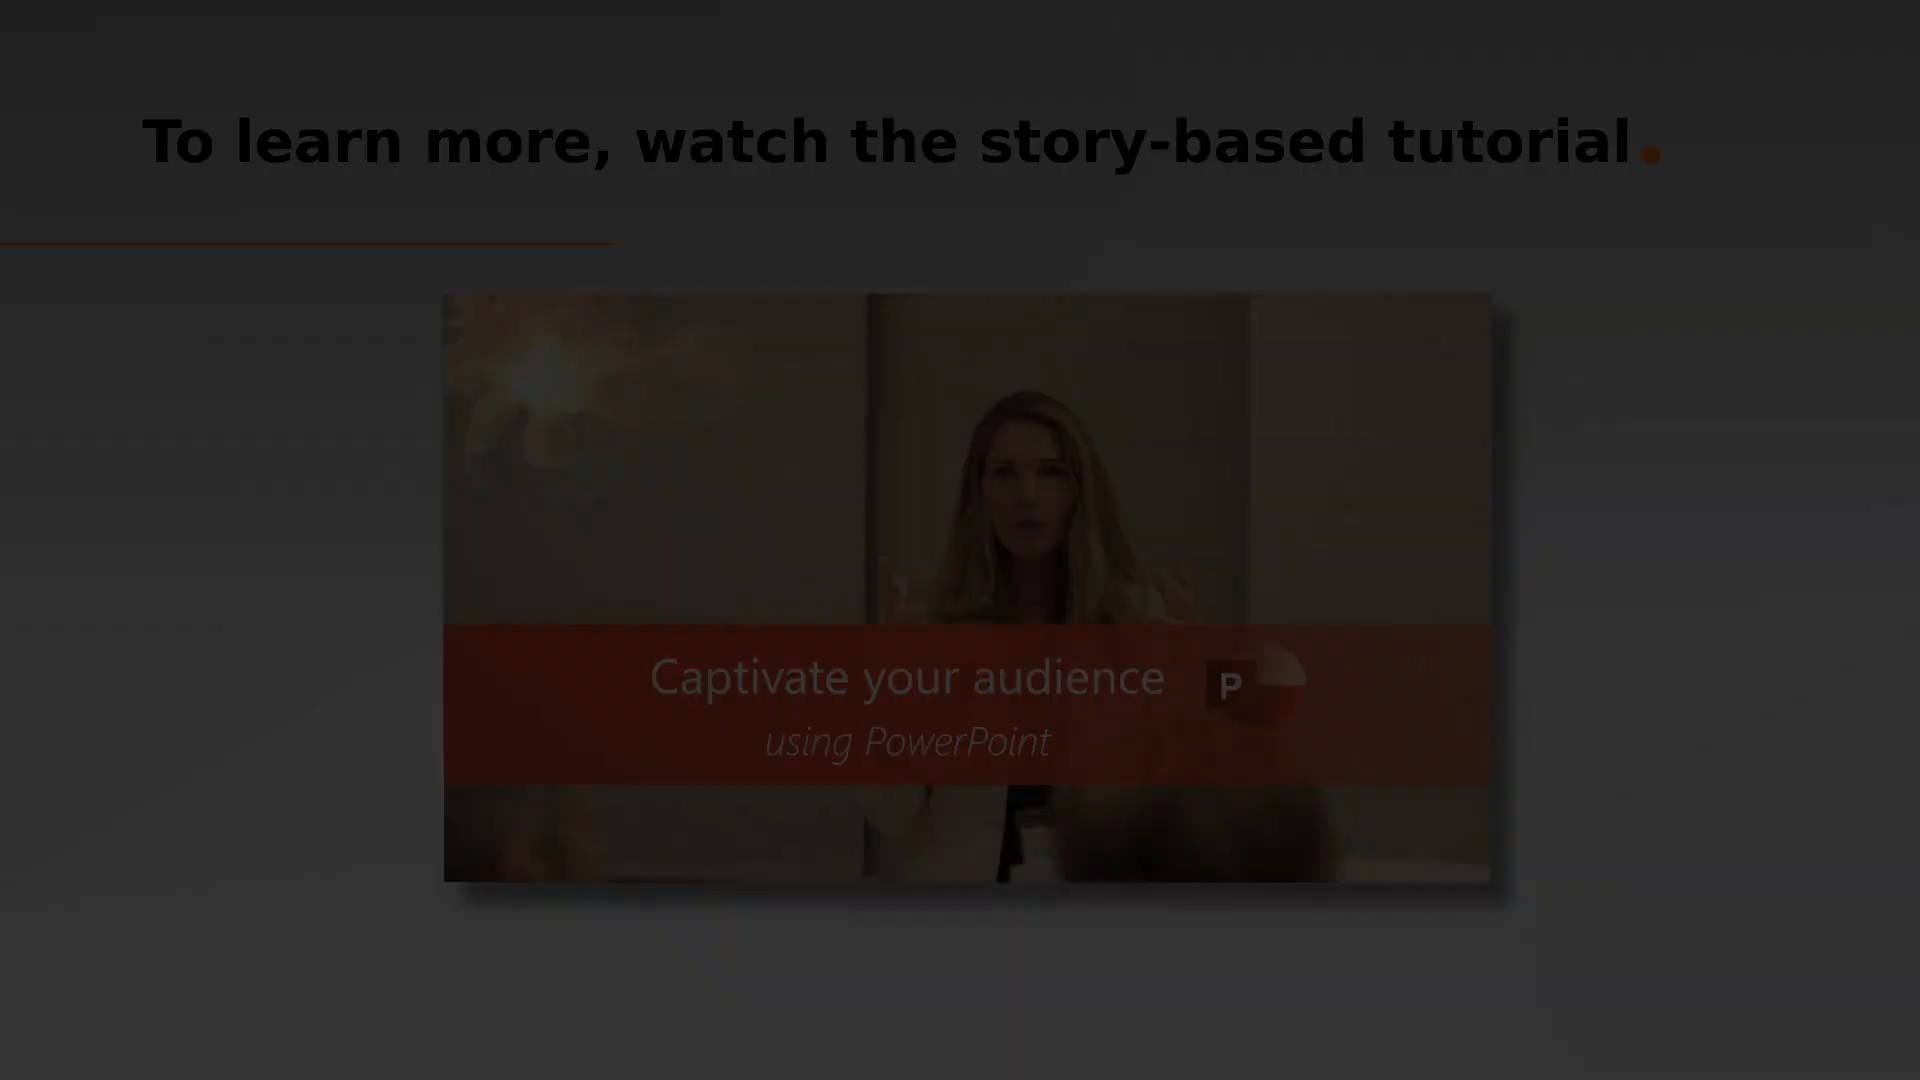 To learn more, watch the story-based tutorial.
Captivate your audience
P
using PowerPoint